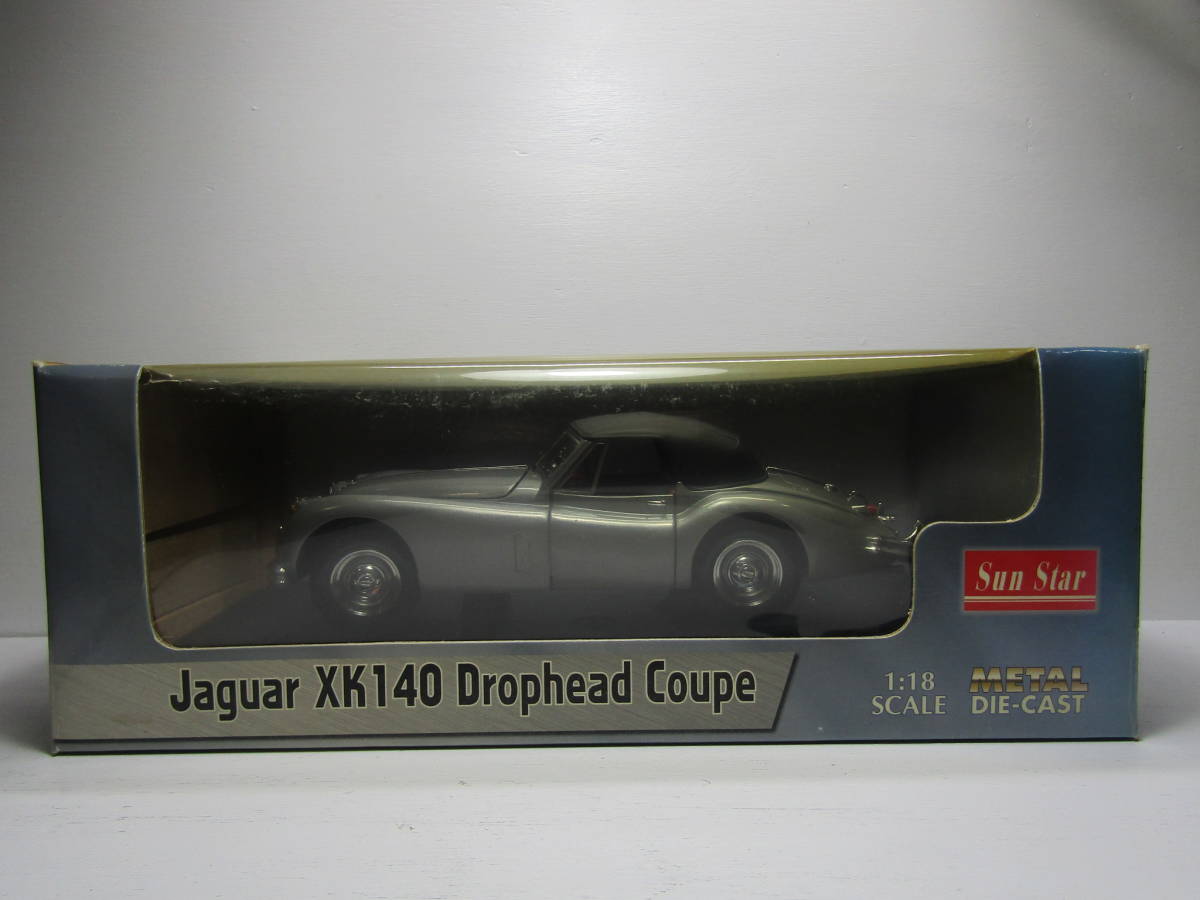 Sun Star
Jaguar XK140 Drophead Coupe
1:18
SCALE
METAL
DIE-CAST